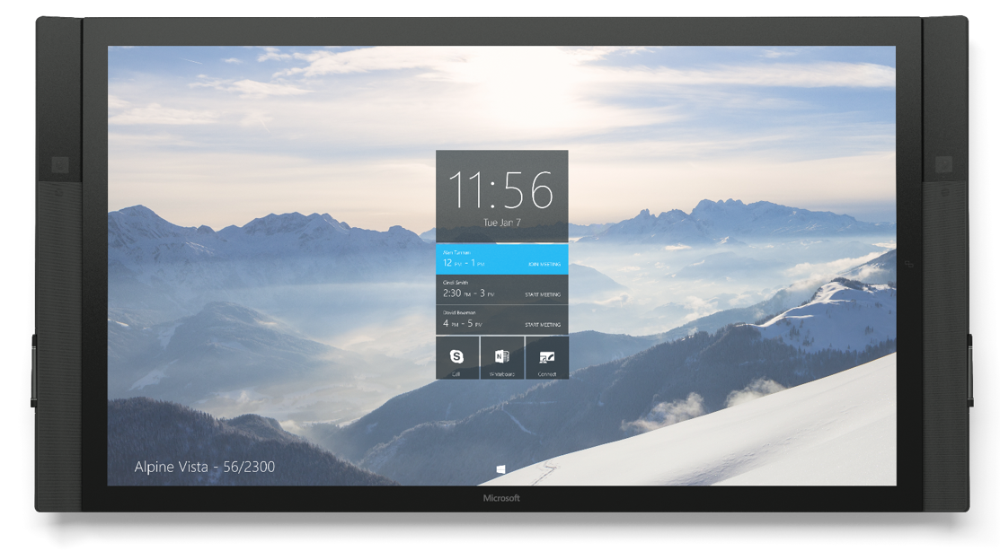 11:56
Tue Jan 7
Alan Turman
12 PM - 1 PM JOIN MEETING
Cindi Smith
2:30 PM - 3 PM START MEETING
David Bowman
4 PM - 5 PM START MEETING
Call Whiteboard Connect
Alpine Vista - 56/2300
Microsoft